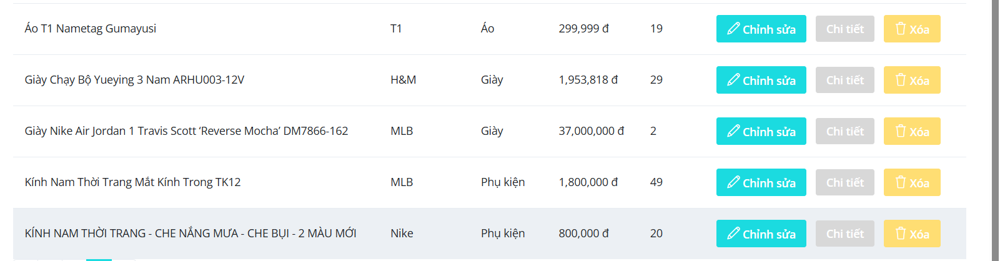 Áo T1 Nametag Gumayusi T1 Áo 299,999 đ 19 Chỉnh sửa Chi tiết Xóa
Giày Chạy Bộ Yueying 3 Nam ARHU003-12V H&M Giày 1,953,818 đ 29 Chỉnh sửa Chi tiết Xóa
Giày Nike Air Jordan 1 Travis Scott ‘Reverse Mocha’ DM7866-162 MLB Giày 37,000,000 đ 2 Chỉnh sửa Chi tiết Xóa
Kính Nam Thời Trang Mắt Kính Trong TK12 MLB Phụ kiện 1,800,000 đ 49 Chỉnh sửa Chi tiết Xóa
KÍNH NAM THỜI TRANG - CHE NẮNG MƯA - CHE BỤI - 2 MÀU MỚI Nike Phụ kiện 800,000 đ 20 Chỉnh sửa Chi tiết Xóa